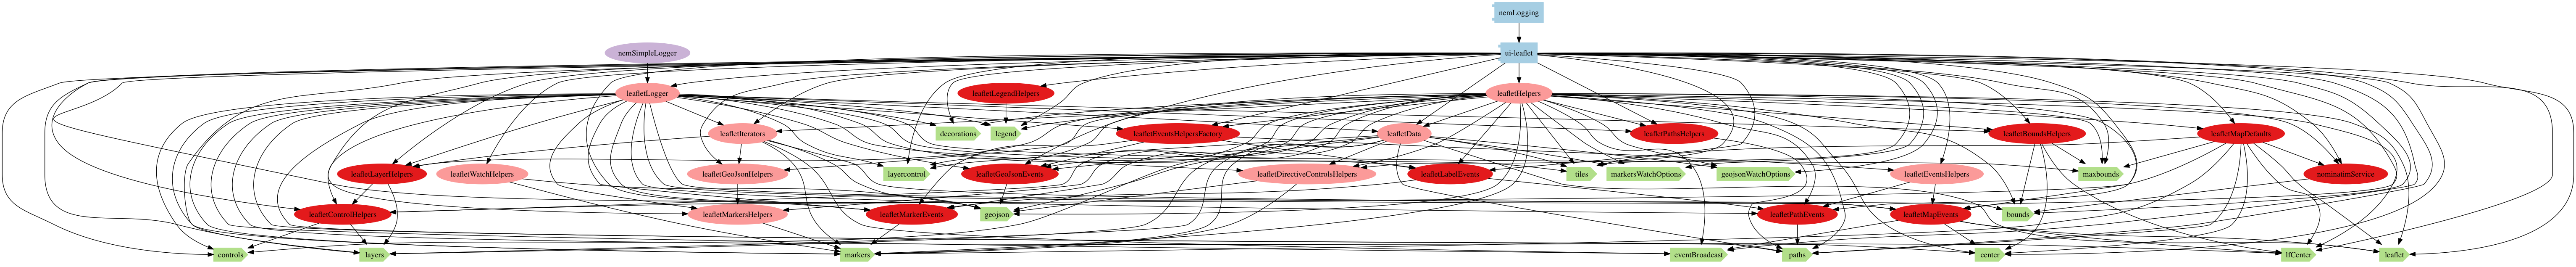 nemLogging
nemSimpleLogger
ui-leaflet
leafletLogger
leafletLegendHelpers
leafletHelpers
leafletIterators
decorations
legend
leafletEventsHelpersFactory
leafletData
leafletPathsHelpers
leafletBoundsHelpers
leafletMapDefaults
leafletLayerHelpers
leafletWatchHelpers
leafletGeoJsonHelpers
layercontrol
leafletGeoJsonEvents
leafletDirectiveControlsHelpers
leafletLabelEvents
tiles
markersWatchOptions
geojsonWatchOptions
leafletEventsHelpers
maxbounds
nominatimService
leafletControlHelpers
leafletMarkersHelpers
leafletMarkerEvents
geojson
leafletPathEvents
leafletMapEvents
bounds
controls
layers
markers
eventBroadcast
paths
center
lfCenter
leaflet